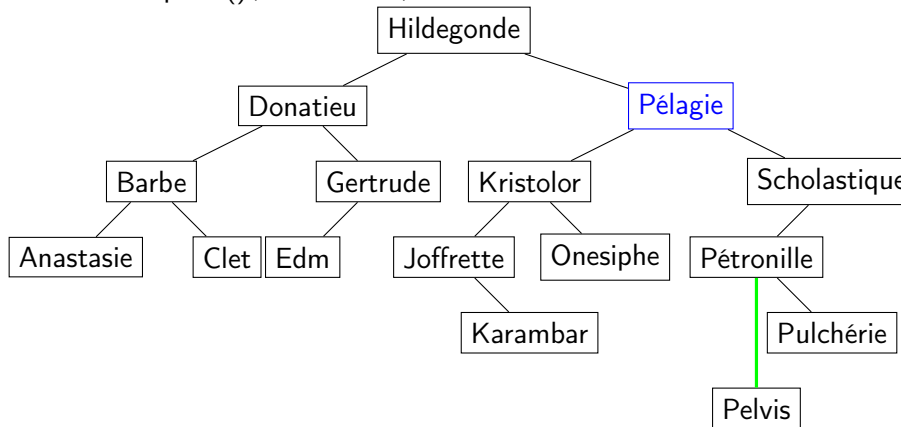 Hildegonde
Donatieu Pélagie
Barbe Gertrude Kristolor Scholastique
Anastasie Clet Edm Joffrette Onesiphe Pétronille
Karambar Pulchérie
Pelvis